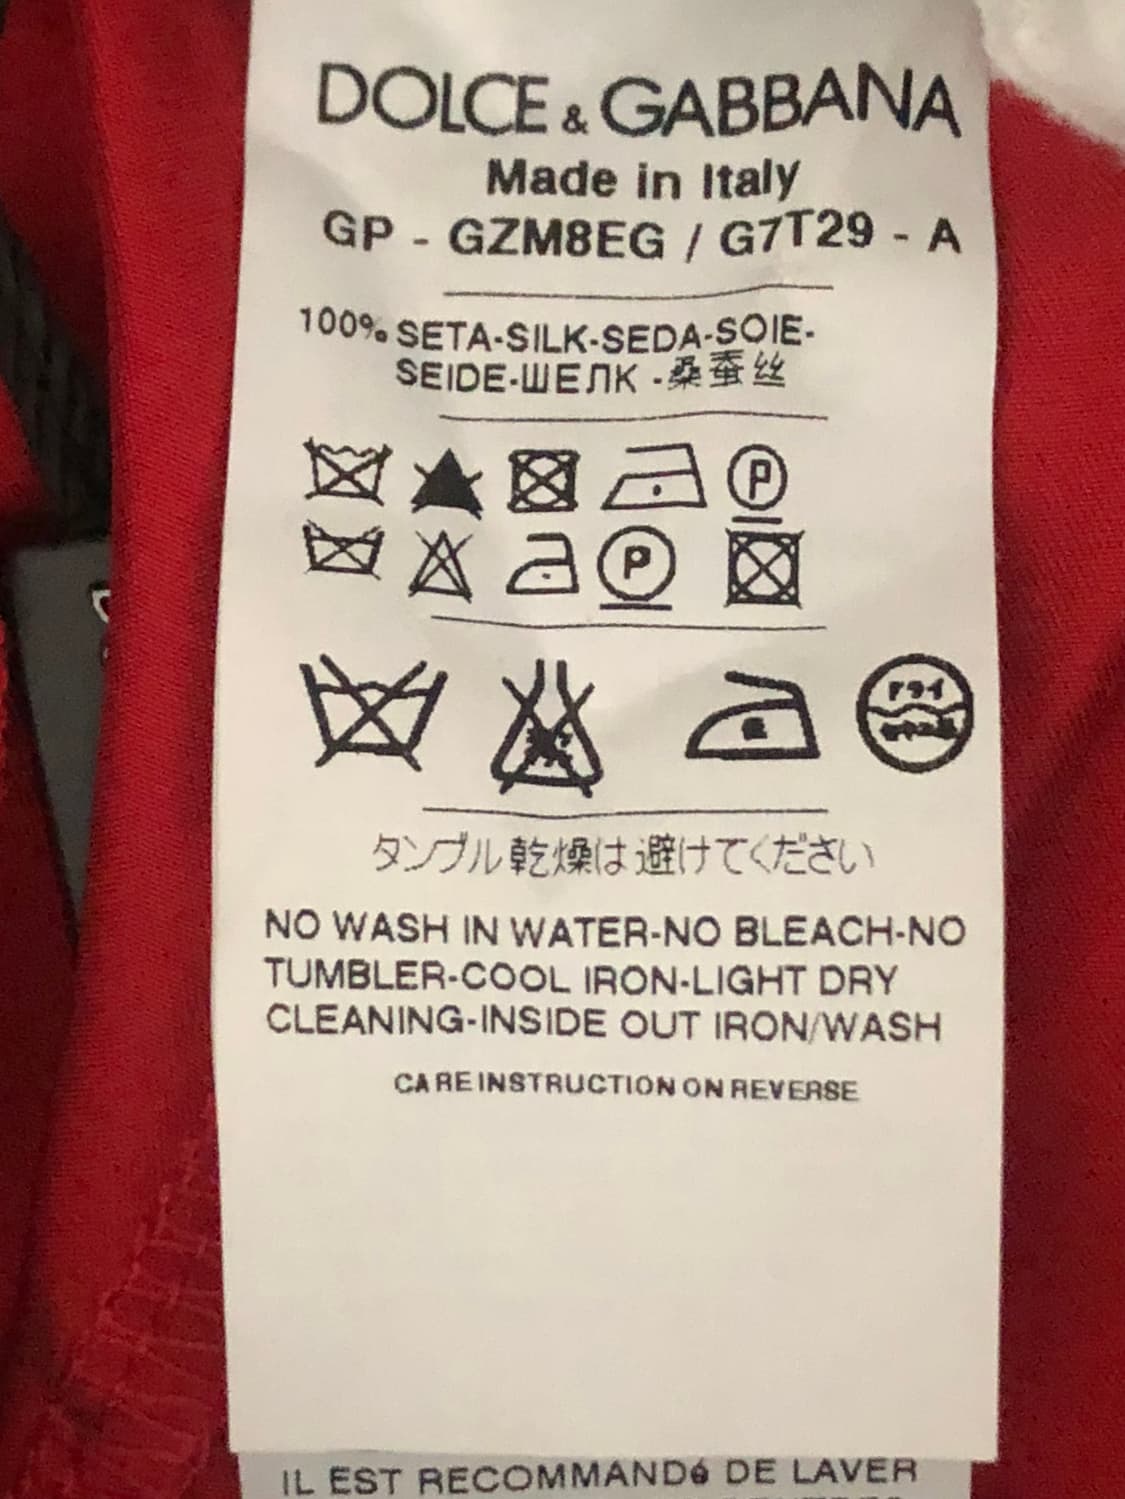 DOLCE & GABBANA
Made in Italy
GP - GZM8EG / G7T29 - A
100% SETA-SILK-SEDA-SOIE-
SEIDE-ШЕЛК -桑蚕丝
P
P
ドライ
タンブル乾燥は避けてください
NO WASH IN WATER-NO BLEACH-NO
TUMBLER-COOL IRON-LIGHT DRY
CLEANING-INSIDE OUT IRON/WASH
CARE INSTRUCTION ON REVERSE
IL EST RECOMMANDé DE LAVER